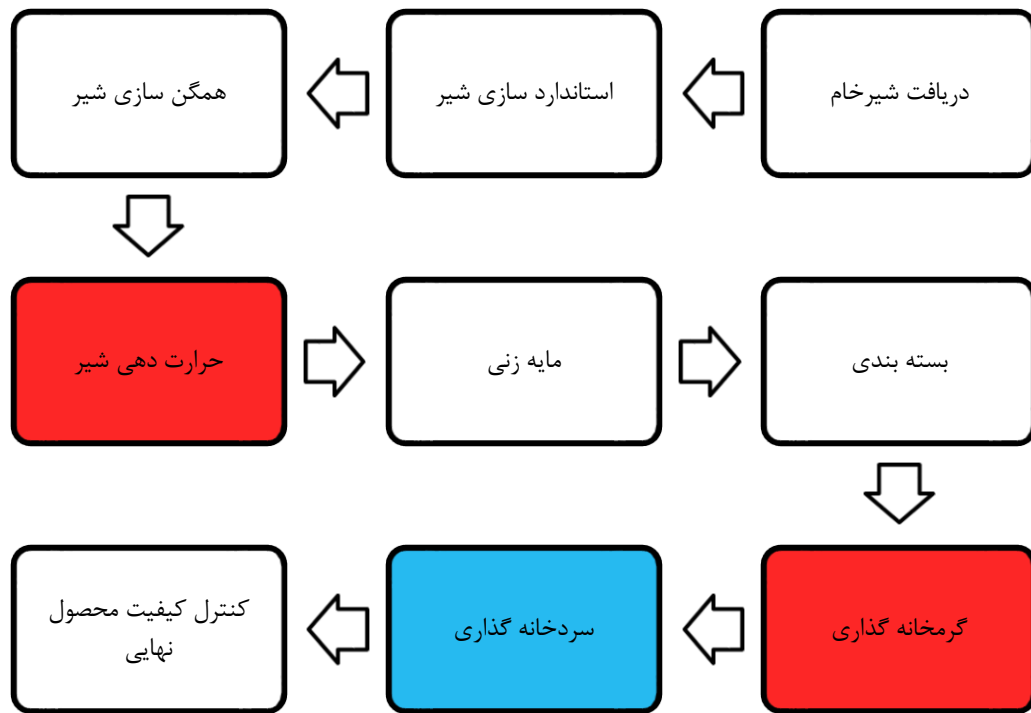 دریافت شیرخام
استاندارد سازی شیر
همگن سازی شیر
حرارت دهی شیر
مایه زنی
بسته بندی
گرمخانه گذاری
سردخانه گذاری
کنترل کیفیت محصول
نهایی